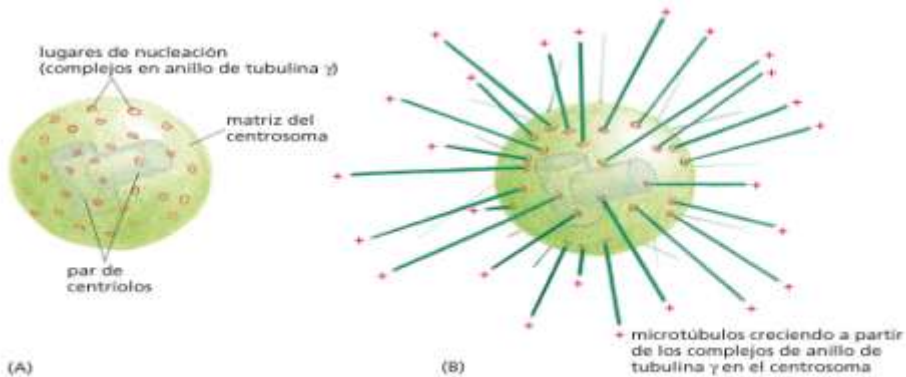 lugares de nucleación
(complejos en anillo de tubulina γ)
matriz del
centrosoma
par de
centríolos
(A)
+ + + + + + + + + + + + + + + + + + + + + + + +
(B)
microtúbulos creciendo a partir
de los complejos de anillo de
tubulina γ en el centrosoma